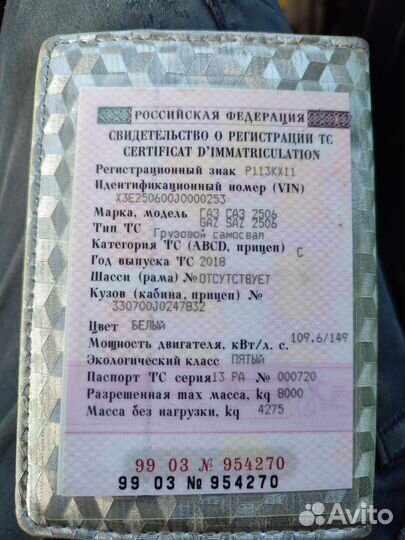 РОССИЙСКАЯ ФЕДЕРАЦИЯ
СВИДЕТЕЛЬСТВО О РЕГИСТРАЦИИ ТС
CERTIFICAT D'IMMATRICULATION
Регистрационный знак Р113КХ11
Идентификационный номер (VIN)
X3E250600J0000253
Марка, модель ГАЗ САЗ 2506
GAZ SAZ 2506
Тип ТС Грузовой самосвал
Категория ТС (ABCD, прицеп) C
Год выпуска ТС 2018
Шасси (рама) № ОТСУТСТВУЕТ
Кузов (кабина, прицеп) №
330700J0247832
Цвет БЕЛЫЙ
Мощность двигателя, кВт/л. с. 109.6/149
Экологический класс ПЯТЫЙ
Паспорт ТС серия 13 РА № 000720
Разрешенная max масса, kg 8000
Масса без нагрузки, kg 4275
99 03 № 954270
99 03 № 954270
Avito